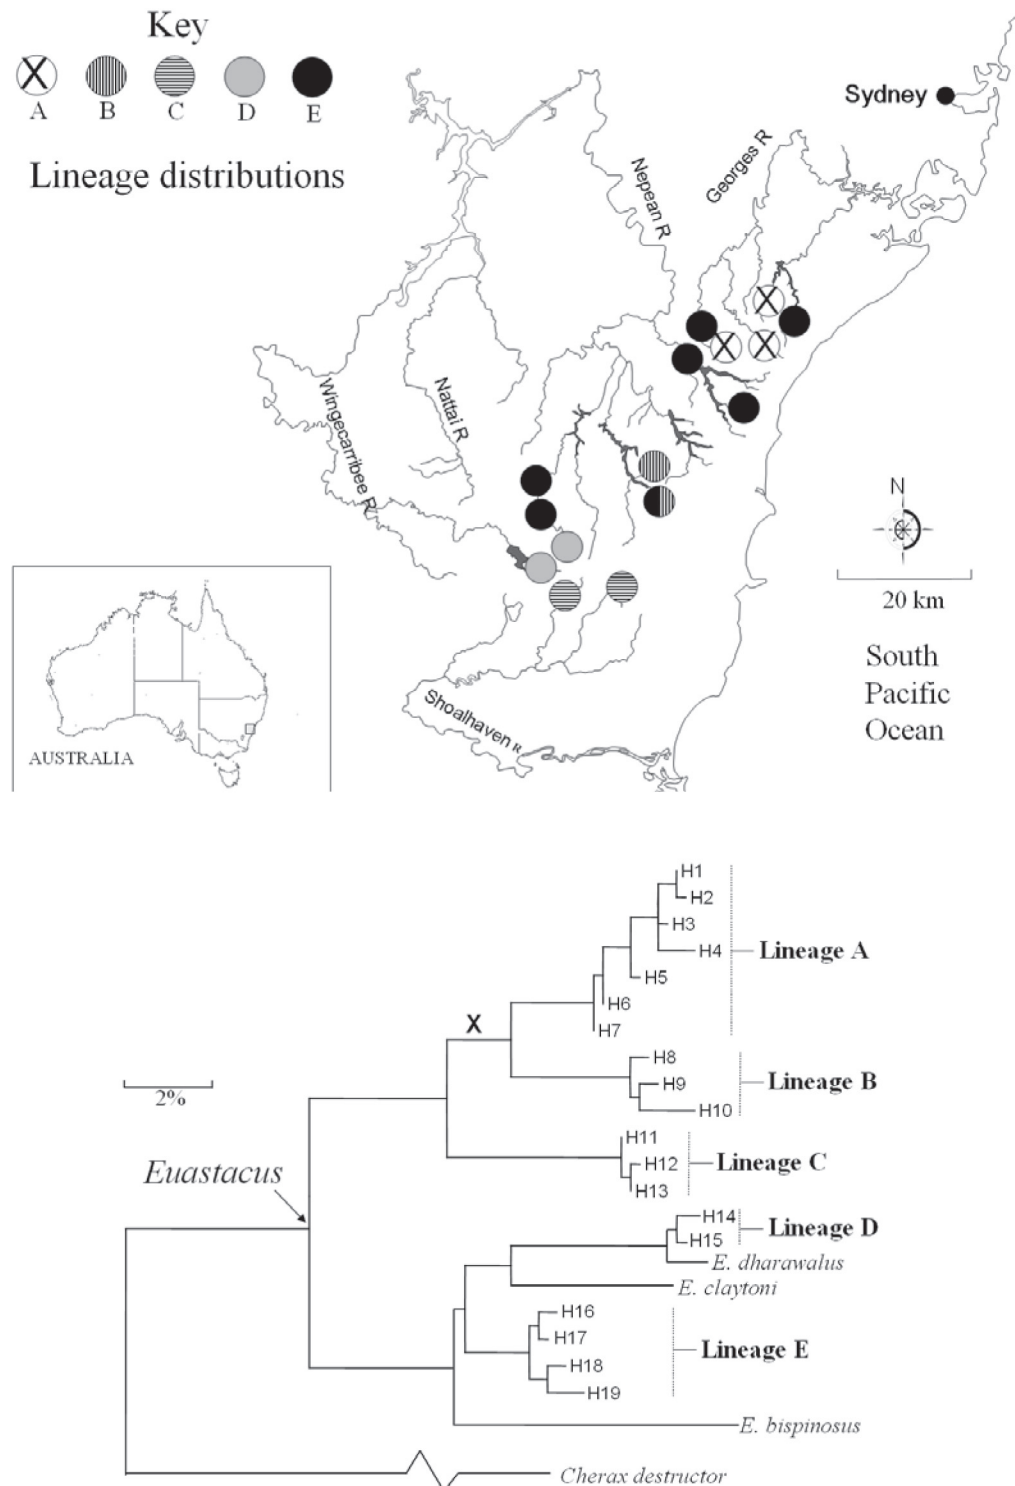 Key
A B C D E
Lineage distributions
Sydney
Georges R
Nepean R
Nattai R
Wingecarribee R
N
20 km
South
Pacific
Ocean
Shoalhaven R
AUSTRALIA
H1
H2
H3
H4
Lineage A
H5
H6
H7
X
H8
H9
Lineage B
H10
2%
H11
H12
Lineage C
H13
Euastacus
H14
Lineage D
H15
E. dharawalus
E. claytoni
H16
H17
Lineage E
H18
H19
E. bispinosus
Cherax destructor